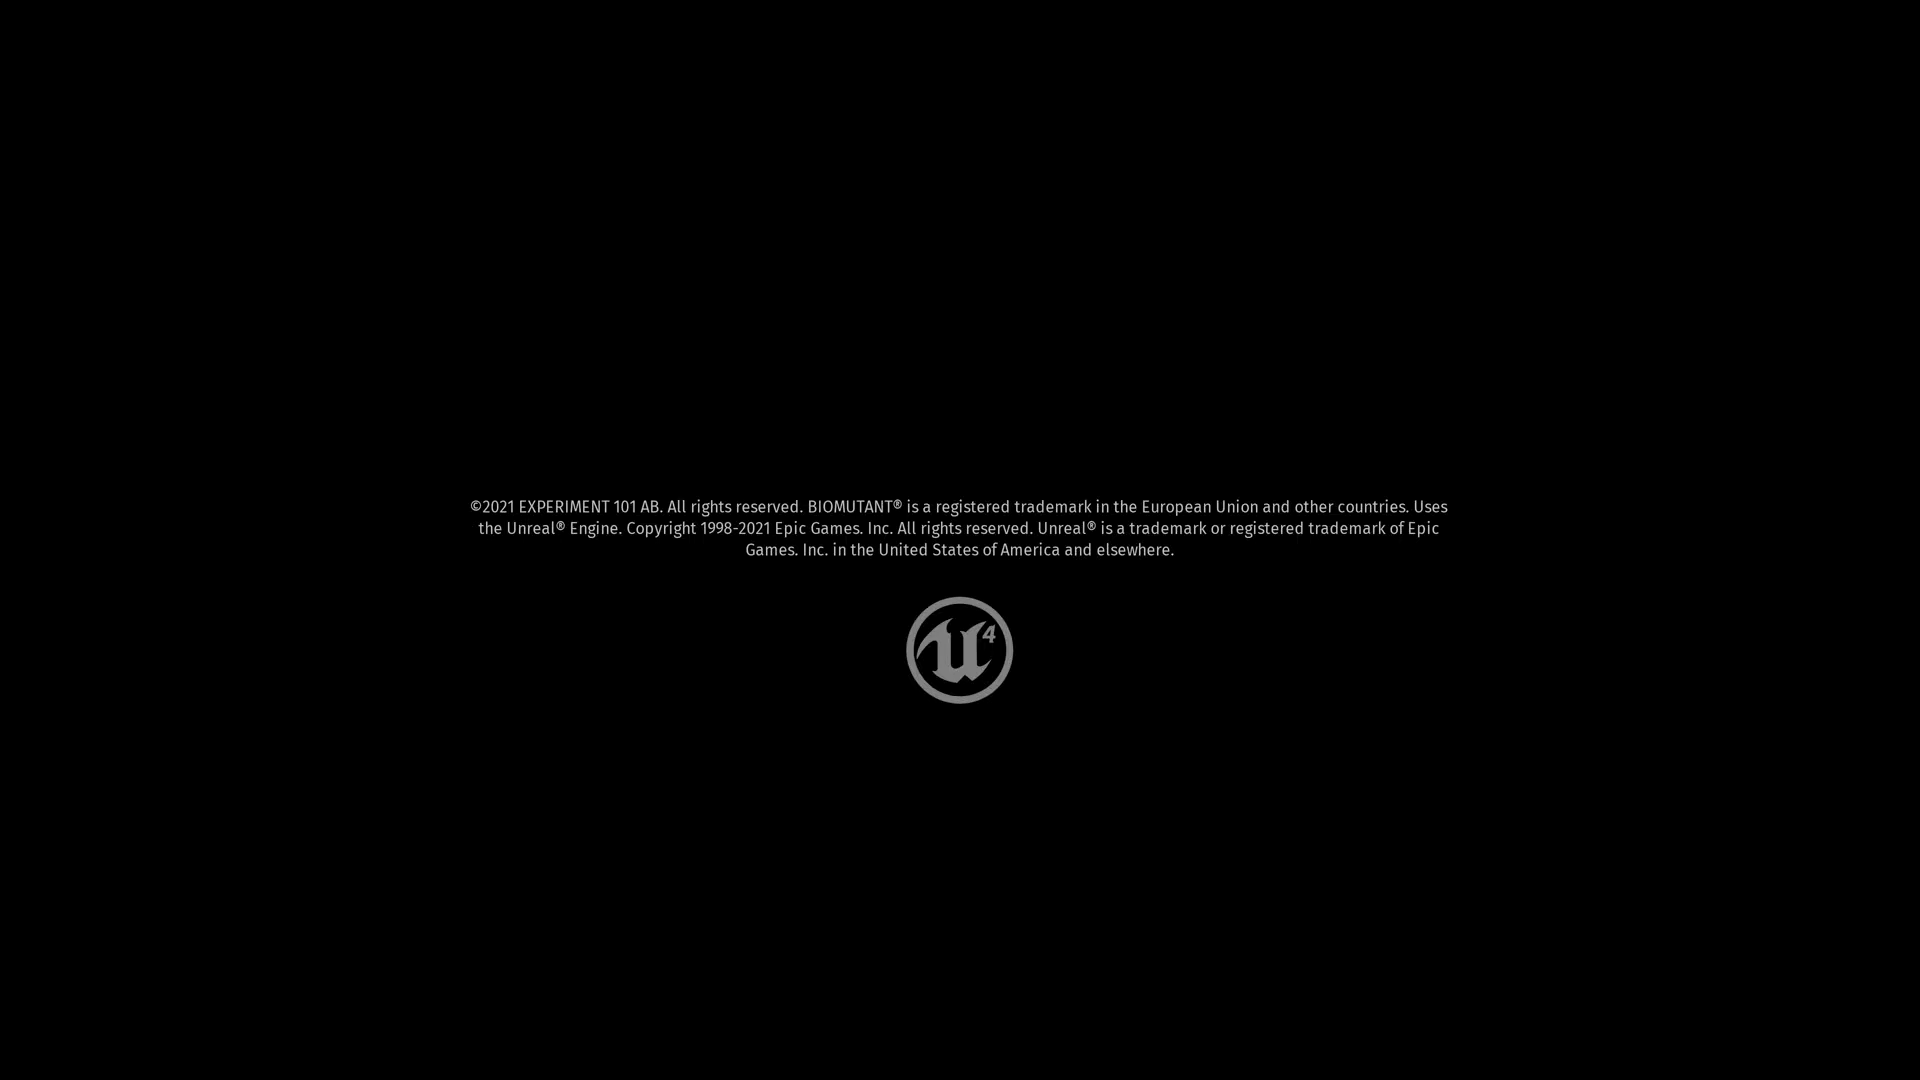 ©2021 EXPERIMENT 101 AB. All rights reserved. BIOMUTANT® is a registered trademark in the European Union and other countries. Uses
the Unreal® Engine. Copyright 1998-2021 Epic Games. Inc. All rights reserved. Unreal® is a trademark or registered trademark of Epic
Games. Inc. in the United States of America and elsewhere.
U4